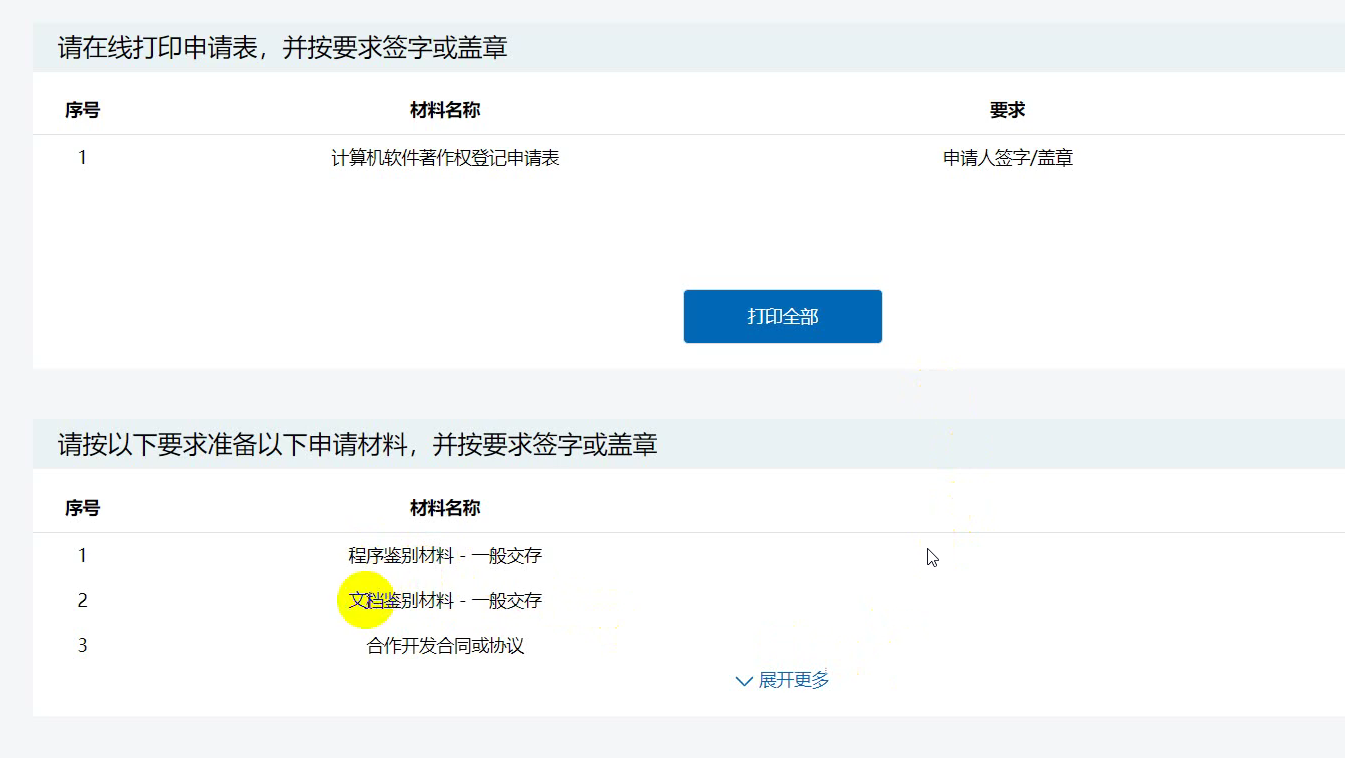 请在线打印申请表，并按要求签字或盖章
序号 材料名称 要求
1 计算机软件著作权登记申请表 申请人签字/盖章
打印全部
请按以下要求准备以下申请材料，并按要求签字或盖章
序号 材料名称
1 程序鉴别材料 - 一般交存
2 文档鉴别材料 - 一般交存
3 合作开发合同或协议
展开更多